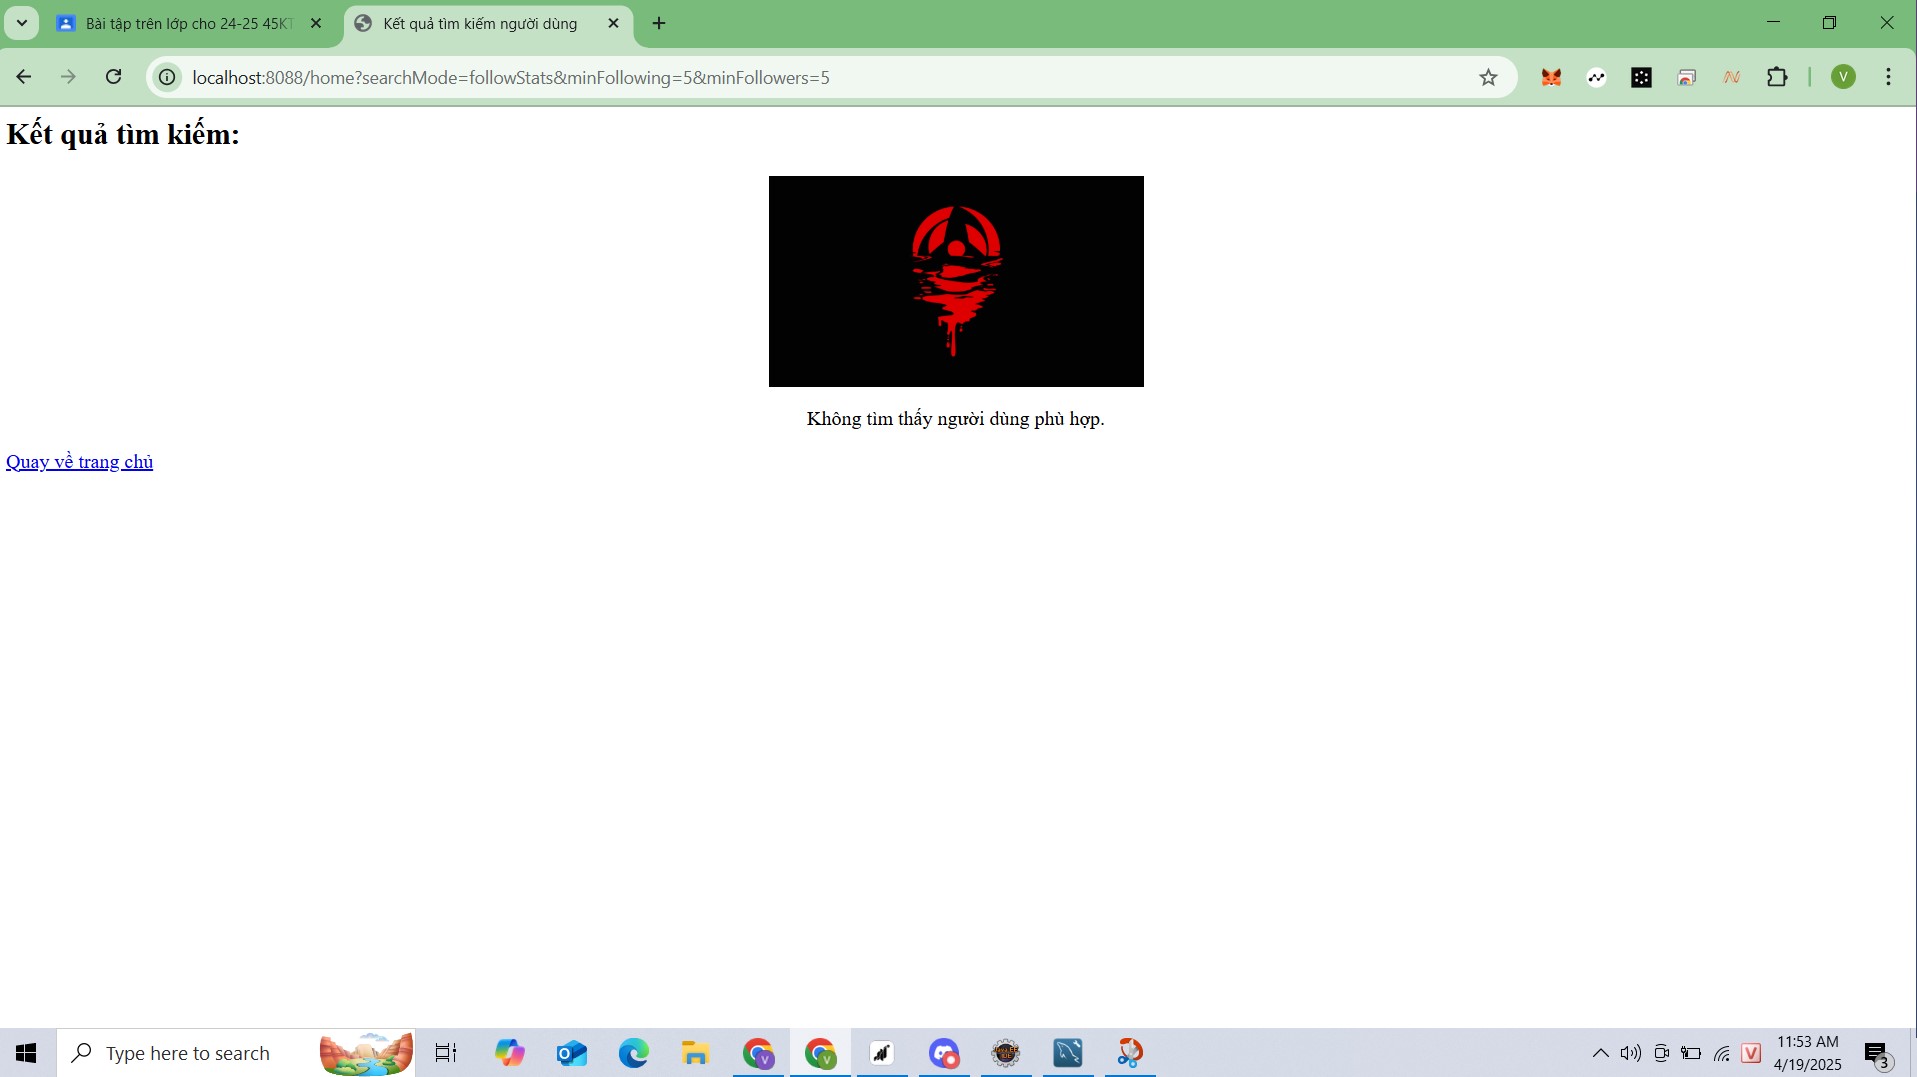 Bài tập trên lớp cho 24-25 45KT
Kết quả tìm kiếm người dùng
localhost:8088/home?searchMode=followStats&minFollowing=5&minFollowers=5
V
Kết quả tìm kiếm:
Không tìm thấy người dùng phù hợp.
Quay về trang chủ
Type here to search
V
V
V
11:53 AM
4/19/2025
3